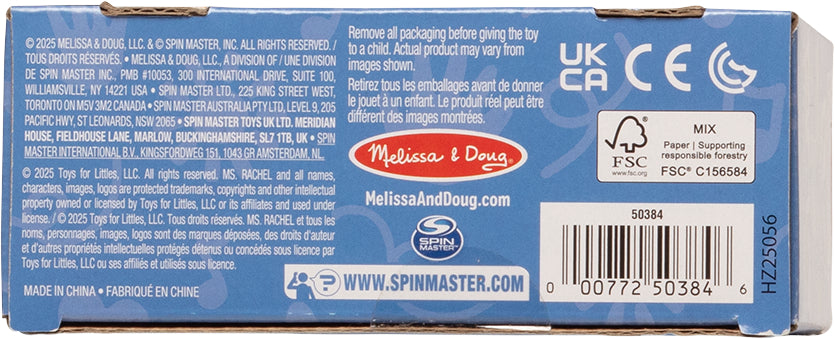 © 2025 MELISSA & DOUG, LLC. & © SPIN MASTER, INC. ALL RIGHTS RESERVED. /
TOUS DROITS RÉSERVÉS. • MELISSA & DOUG, LLC., A DIVISION OF / UNE DIVISION
DE SPIN MASTER INC., PMB #10053, 300 INTERNATIONAL DRIVE, SUITE 100,
WILLIAMSVILLE, NY 14221 USA • SPIN MASTER LTD., 225 KING STREET WEST,
TORONTO ON M5V 3M2 CANADA • SPIN MASTER AUSTRALIA PTY LTD, LEVEL 9, 205
PACIFIC HWY, ST LEONARDS, NSW 2065 • SPIN MASTER TOYS UK LTD. MERIDIAN
HOUSE, FIELDHOUSE LANE, MARLOW, BUCKINGHAMSHIRE, SL7 1TB, UK • SPIN
MASTER INTERNATIONAL B.V., KINGSFORDWEG 151, 1043 GR AMSTERDAM, NL.
© 2025 Toys for Littles, LLC. All rights reserved. MS. RACHEL and all names,
characters, images, logos are protected trademarks, copyrights and other intellectual
property owned or licensed by Toys for Littles, LLC or its affiliates and used under
license. / © 2025 Toys for Littles, LLC. Tous droits réservés. MS. RACHEL et tous les
noms, personnages, images, logos sont des marques déposées, des droits d'auteur
et d'autres propriétés intellectuelles protégés détenus ou concédés sous licence par
Toys for Littles, LLC ou ses affiliés et utilisés sous licence.
MADE IN CHINA • FABRIQUÉ EN CHINE
Remove all packaging before giving the toy
to a child. Actual product may vary from
images shown.
Retirez tous les emballages avant de donner
le jouet à un enfant. Le produit réel peut être
différent des images montrées.
Melissa & Doug®
MelissaAndDoug.com
SPIN
MASTER™
? WWW.SPINMASTER.COM
UK
CA
CE
FSC
www.fsc.org
MIX
Paper | Supporting
responsible forestry
FSC® C156584
50384
0 00772 50384 6
HZ25056